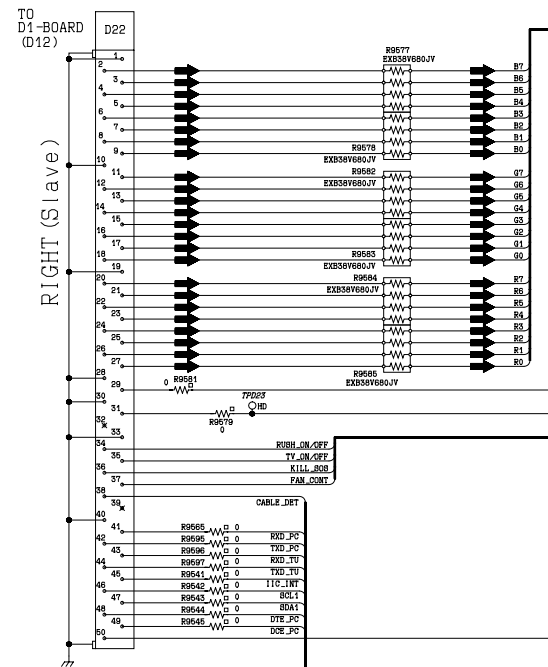 TO
D1-BOARD
(D12)
D22
RIGHT(Slave)
1
2
3
4
5
6
7
8
9
10
11
12
13
14
15
16
17
18
19
20
21
22
23
24
25
26
27
28
29
30
31
32
33
34
35
36
37
38
39
40
41
42
43
44
45
46
47
48
49
50
R9577
EXB38V680JV
B7
B6
B5
B4
B3
B2
B1
B0
R9578
EXB38V680JV
R9582
EXB38V680JV
G7
G6
G5
G4
G3
G2
G1
G0
R9583
EXB38V680JV
R9584
EXB38V680JV
R7
R6
R5
R4
R3
R2
R1
R0
R9585
EXB38V680JV
0 R9581
TPD23
HD
R9579
0
RUSH_ON/OFF
TV_ON/OFF
KILL_SOS
FAN_CONT
CABLE_DET
R9565 0 RXD_PC
R9595 0 TXD_PC
R9596 0 RXD_TU
R9597 0 TXD_TU
R9541 0 IIC_INT
R9542 0 SCL1
R9543 0 SDA1
R9544 0 DTE_PC
R9545 0 DCE_PC